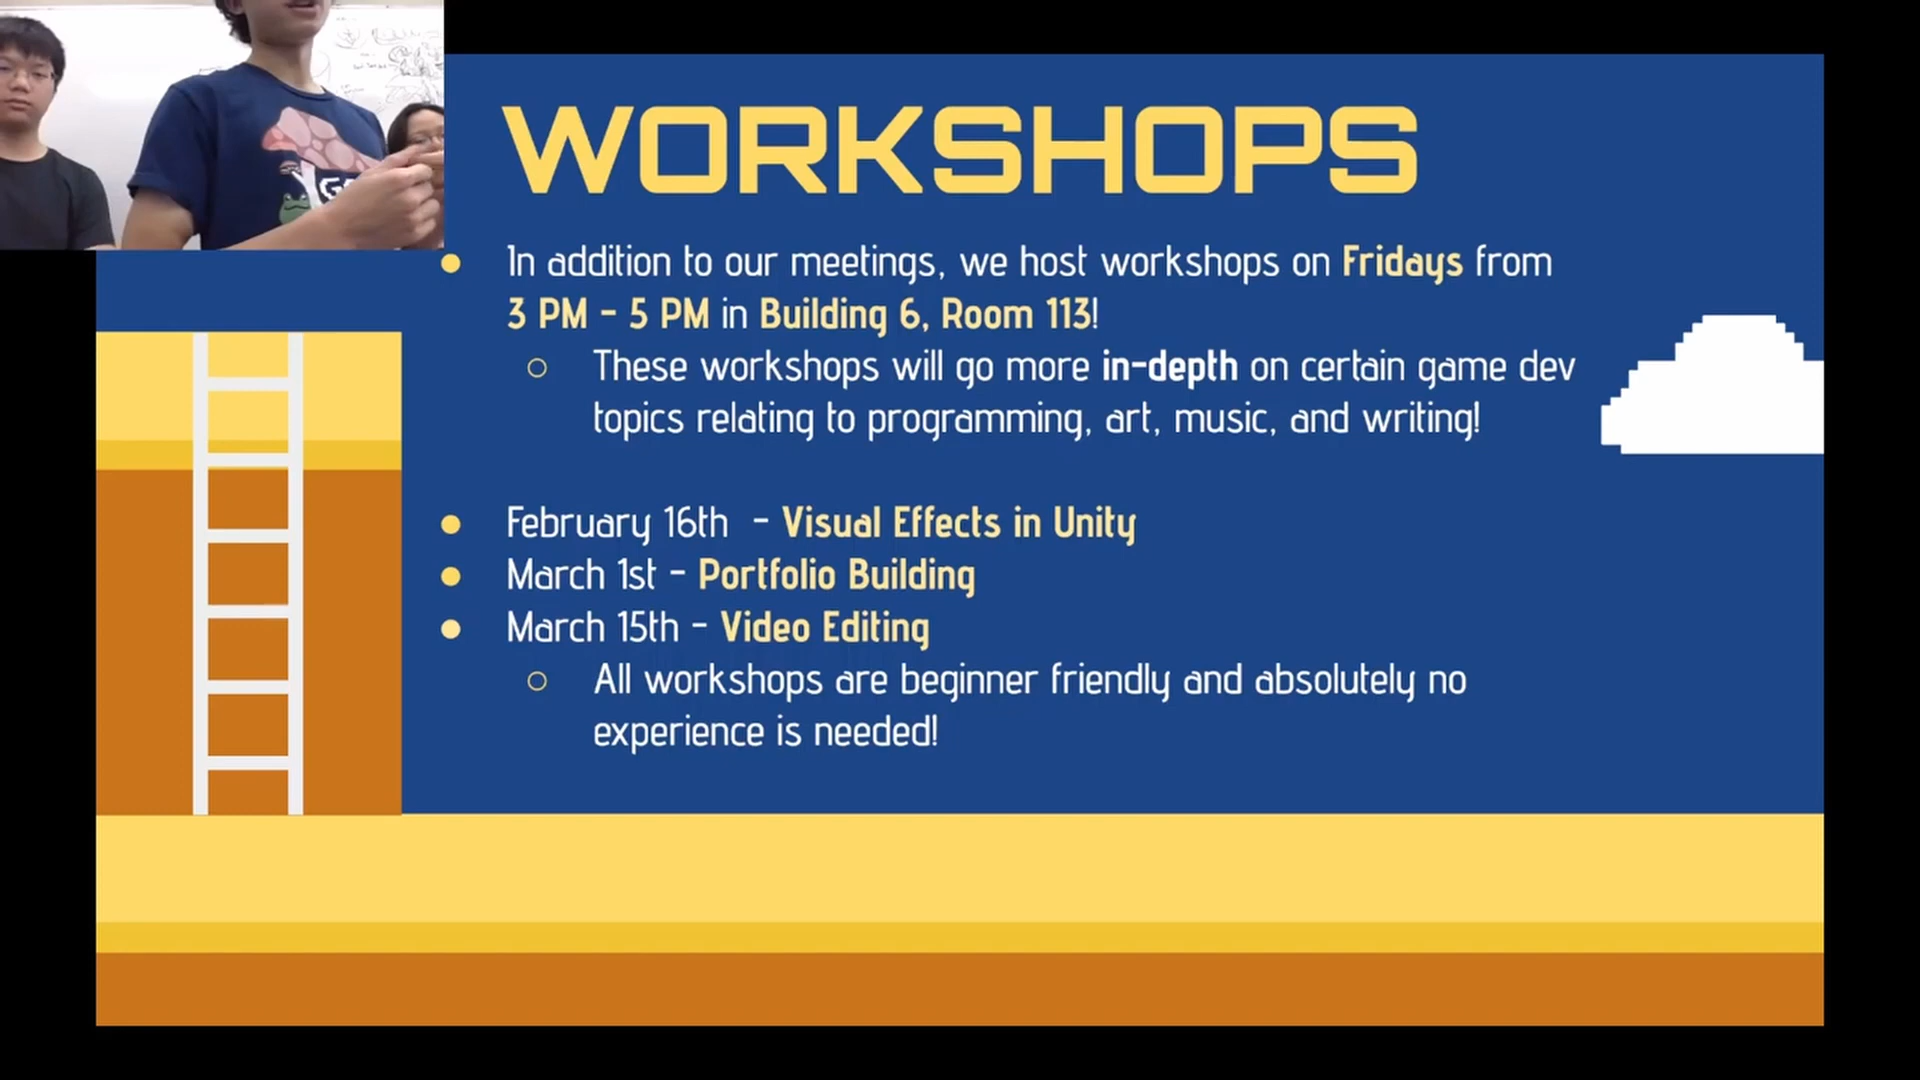 WORKSHOPS
In addition to our meetings, we host workshops on Fridays from
3 PM - 5 PM in Building 6, Room 113!
These workshops will go more in-depth on certain game dev
topics relating to programming, art, music, and writing!
February 16th - Visual Effects in Unity
March 1st - Portfolio Building
March 15th - Video Editing
All workshops are beginner friendly and absolutely no
experience is needed!